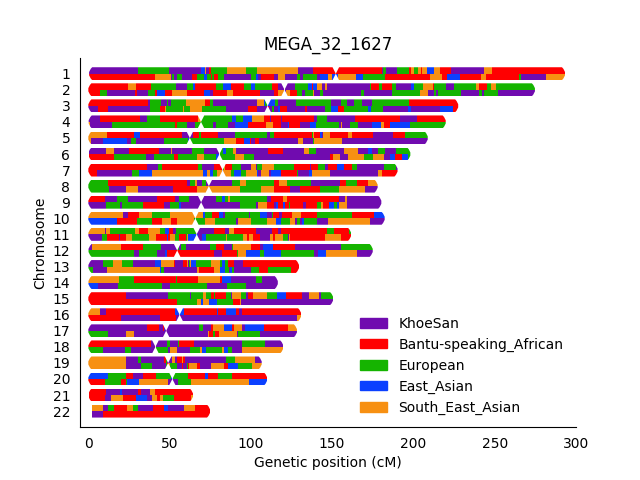 MEGA_32_1627
1
2
3
4
5
6
7
8
9
10
11
12
13
14
15
16
17
18
19
20
21
22
Chromosome
KhoeSan
Bantu-speaking_African
European
East_Asian
South_East_Asian
0 50 100 150 200 250 300
Genetic position (cM)